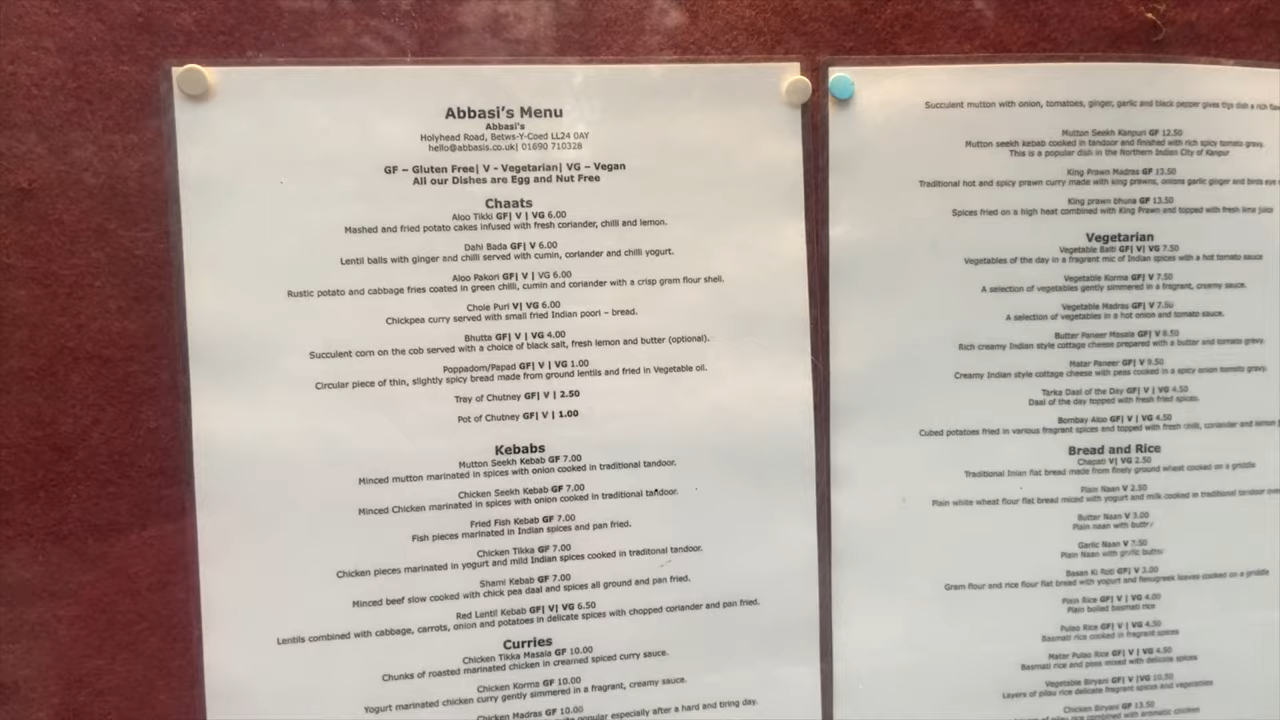 Abbasi's Menu
Abbasi's
Holyhead Road, Betws-Y-Coed LL24 0AY
hello@abbasis.co.uk| 01690 710328
GF – Gluten Free| V - Vegetarian| VG – Vegan
All our Dishes are Egg and Nut Free
Chaats
Aloo Tikki GF| V | VG 6.00
Mashed and fried potato cakes infused with fresh coriander, chilli and lemon.
Dahi Bada GF| V 6.00
Lentil balls with ginger and chilli served with cumin, coriander and chilli yogurt.
Aloo Pakori GF| V | VG 6.00
Rustic potato and cabbage fries coated in green chilli, cumin and coriander with a crisp gram flour shell.
Chole Puri V| VG 6.00
Chickpea curry served with small fried Indian poori – bread.
Bhutta GF| V | VG 4.00
Succulent corn on the cob served with a choice of black salt, fresh lemon and butter (optional).
Poppadom/Papad GF| V | VG 1.00
Circular piece of thin, slightly spicy bread made from ground lentils and fried in Vegetable oil.
Tray of Chutney GF| V | 2.50
Pot of Chutney GF| V | 1.00
Kebabs
Mutton Seekh Kebab GF 7.00
Minced mutton marinated in spices with onion cooked in traditional tandoor.
Chicken Seekh Kebab GF 7.00
Minced Chicken marinated in spices with onion cooked in traditional tandoor.
Fried Fish Kebab GF 7.00
Fish pieces marinated in Indian spices and pan fried.
Chicken Tikka GF 7.00
Chicken pieces marinated in yogurt and mild Indian spices cooked in traditonal tandoor.
Shami Kebab GF 7.00
Minced beef slow cooked with chick pea daal and spices all ground and pan fried.
Red Lentil Kebab GF| V| VG 6.50
Lentils combined with cabbage, carrots, onion and potatoes in delicate spices with chopped coriander and pan fried.
Curries
Chicken Tikka Masala GF 10.00
Chunks of roasted marinated chicken in creamed spiced curry sauce.
Chicken Korma GF 10.00
Yogurt marinated chicken curry gently simmered in a fragrant, creamy sauce.
Chicken Madras GF 10.00
popular especially after a hard and tiring day.
Succulent mutton with onion, tomatoes, ginger, garlic and black pepper gives this dish a rich
Mutton Seekh Kanpuri GF 12.50
Mutton seekh kebab cooked in tandoor and finished with rich spicy tomato gravy.
This is a popular dish in the Northern Indian City of Kanpur
King Prawn Madras GF 13.50
Traditional hot and spicy prawn curry made with king prawns, onions garlic ginger and birds eye
King prawn bhuna GF 13.50
Spices fried on a high heat combined with King Prawn and topped with fresh lime juice
Vegetarian
Vegetable Balti GF| V| VG 7.50
Vegetables of the day in a fragrant mic of Indian spices with a hot tomato sauce
Vegetable Korma GF| V 7.50
A selection of vegetables gently simmered in a fragrant, creamy sauce.
Vegetable Madras GF| V 7.50
A selection of vegetables in a hot onion and tomato sauce.
Butter Paneer Masala GF| V 8.50
Rich creamy Indian style cottage cheese prepared with a butter and tomato gravy.
Matar Paneer GF| V 9.50
Creamy Indian style cottage cheese with peas cooked in a spicy onion tomato gravy.
Tarka Daal of the Day GF| V | VG 4.50
Daal of the day topped with fresh fried spices.
Bombay Aloo GF| V | VG 4.50
Cubed potatoes fried in various fragrant spices and topped with fresh chilli, coriander and lemon
Bread and Rice
Chapati V| VG 2.50
Traditional Inian flat bread made from finely ground wheat cooked on a griddle
Plain Naan V 2.50
Plain white wheat flour flat bread miced with yogurt and milk cooked in traditional tandoor
Butter Naan V 3.00
Plain naan with
Garlic Naan V
Plain Naan with garlic butter
Basan Ki Roti GF| V 3.00
Gram flour and rice flour flat bread with yogurt and fenugreek leaves cooked on a griddle
Plain Rice GF| V | VG 4.00
Plain boiled basmati rice
Pulao Rice GF| V | VG 4.50
Basmati rice cooked in fragrant spices
Matar Pulao Rice GF| V | VG 4.50
Basmati rice and peas mixed with delicate spices
Vegetable Biryani GF| V |VG 10.50
Layers of pilau rice delicate fragrant spices and vegetables
Chicken Biryani GF 13.50
rice combined with aromatic chicken